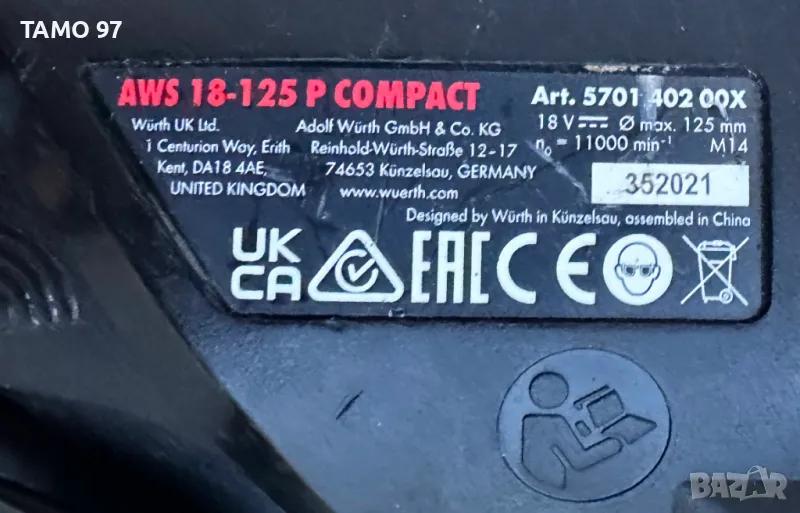 TAMO 97
AWS 18-125 P COMPACT
Art. 5701 402 00X
Würth UK Ltd.
1 Centurion Way, Erith
Kent, DA18 4AE,
UNITED KINGDOM
Adolf Würth GmbH & Co. KG
Reinhold-Würth-Straße 12-17
74653 Künzelsau, GERMANY
www.wuerth.com
18 V Ø max. 125 mm
n₀ = 11000 min⁻¹ M14
352021
Designed by Würth in Künzelsau, assembled in China
UK
CA
EAC CE
BAZAR